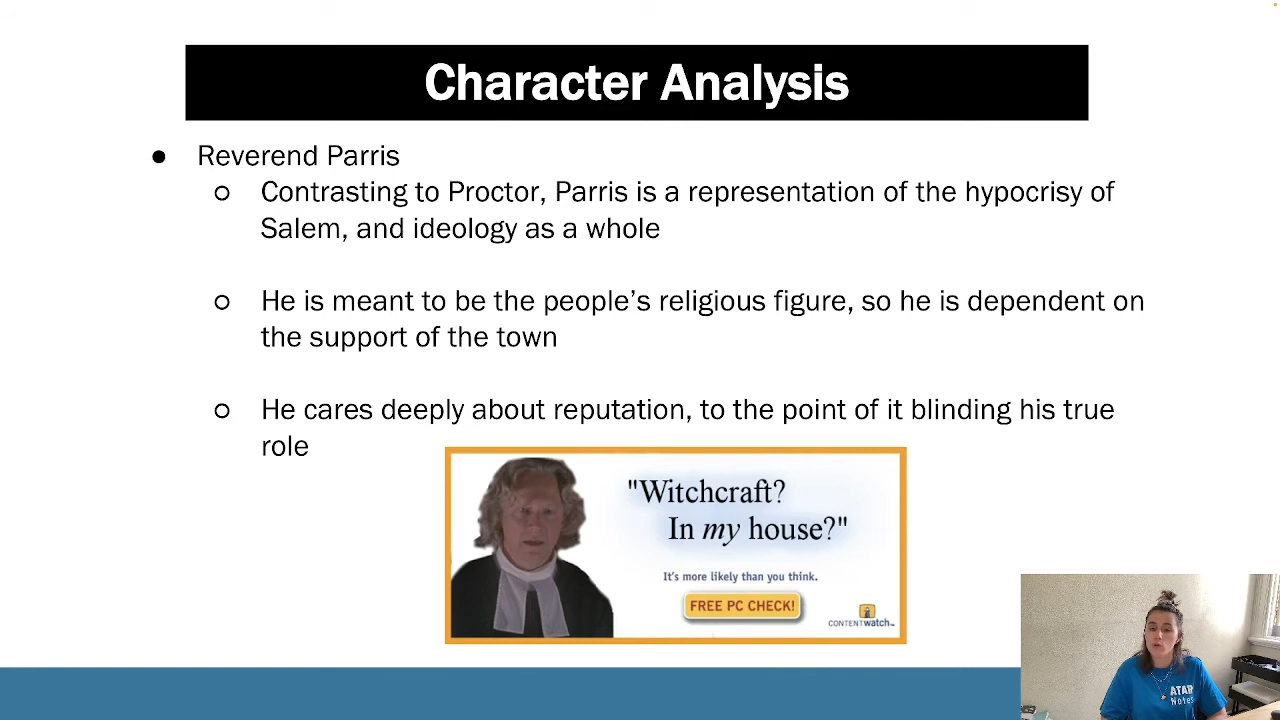 Character Analysis
● Reverend Parris
○ Contrasting to Proctor, Parris is a representation of the hypocrisy of
Salem, and ideology as a whole
○ He is meant to be the people’s religious figure, so he is dependent on
the support of the town
○ He cares deeply about reputation, to the point of it blinding his true
role
"Witchcraft?
In my house?"
It's more likely than you think.
FREE PC CHECK!
CONTENTWATCH
ATAR
Notes